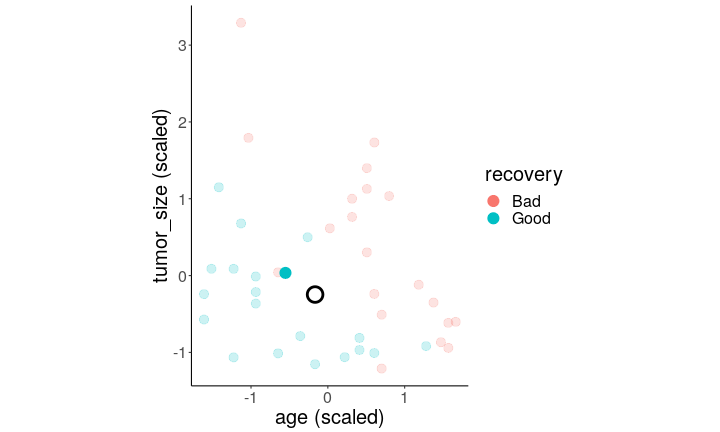 3
2
1
0
-1
tumor_size (scaled)
-1
0
1
age (scaled)
recovery
Bad
Good